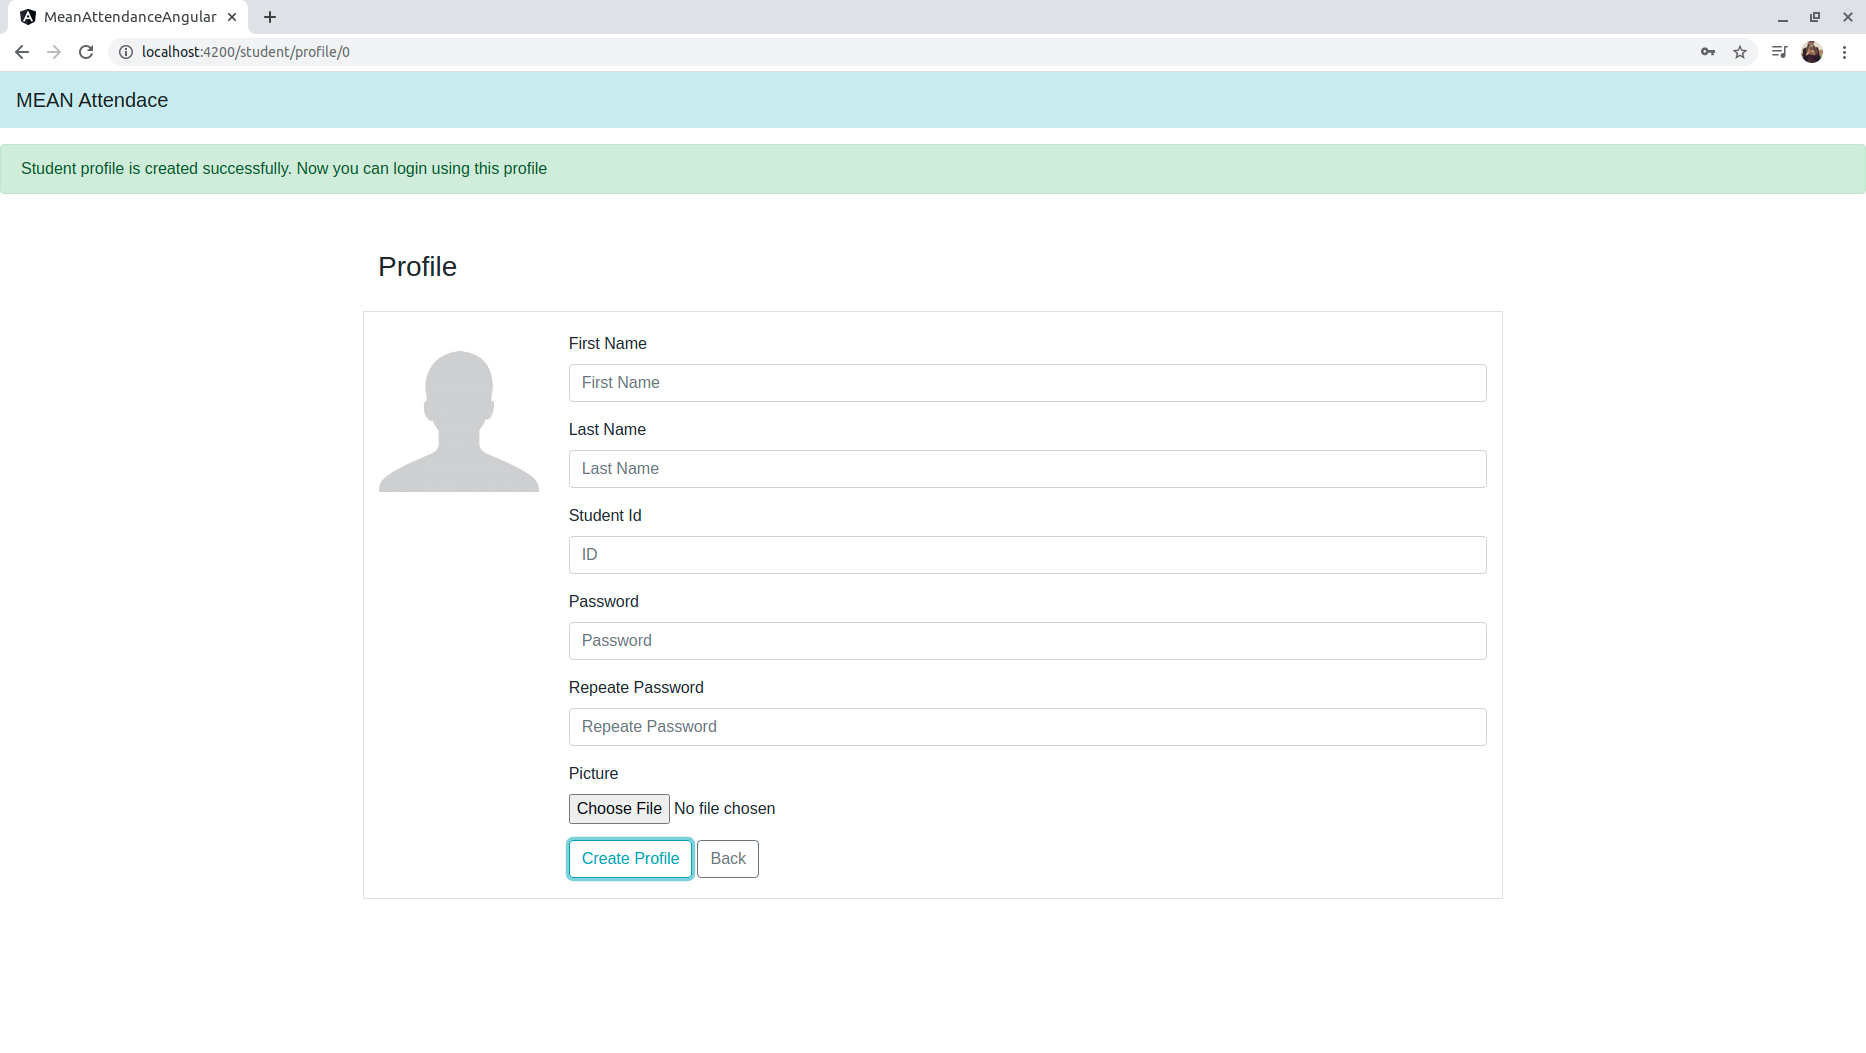 MeanAttendanceAngular
localhost:4200/student/profile/0
MEAN Attendace
Student profile is created successfully. Now you can login using this profile
Profile
First Name
First Name
Last Name
Last Name
Student Id
ID
Password
Password
Repeate Password
Repeate Password
Picture
Choose File No file chosen
Create Profile Back